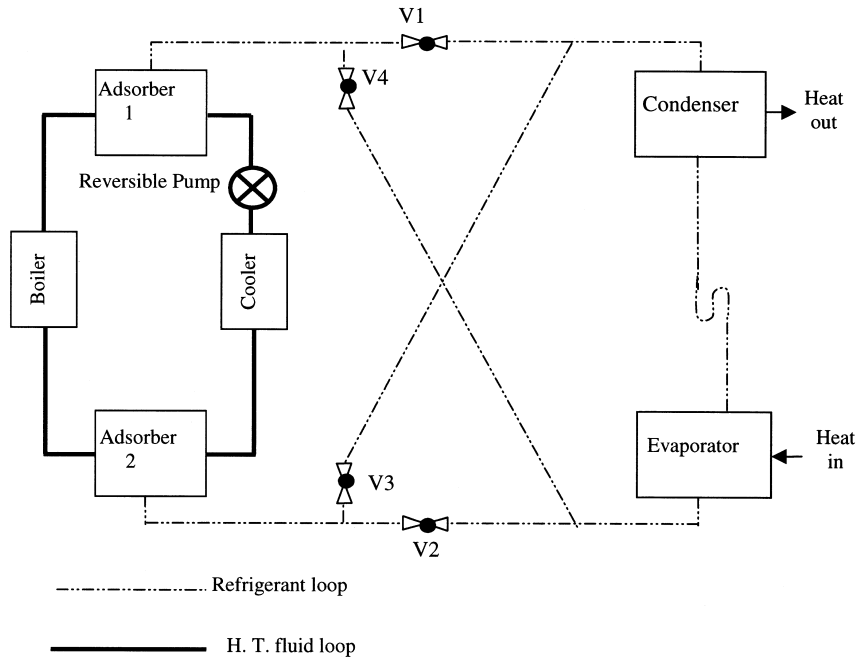 V1
Adsorber
1
V4
Condenser
Heat
out
Reversible Pump
Boiler
Cooler
Adsorber
2
Evaporator
Heat
in
V3
V2
Refrigerant loop
H. T. fluid loop